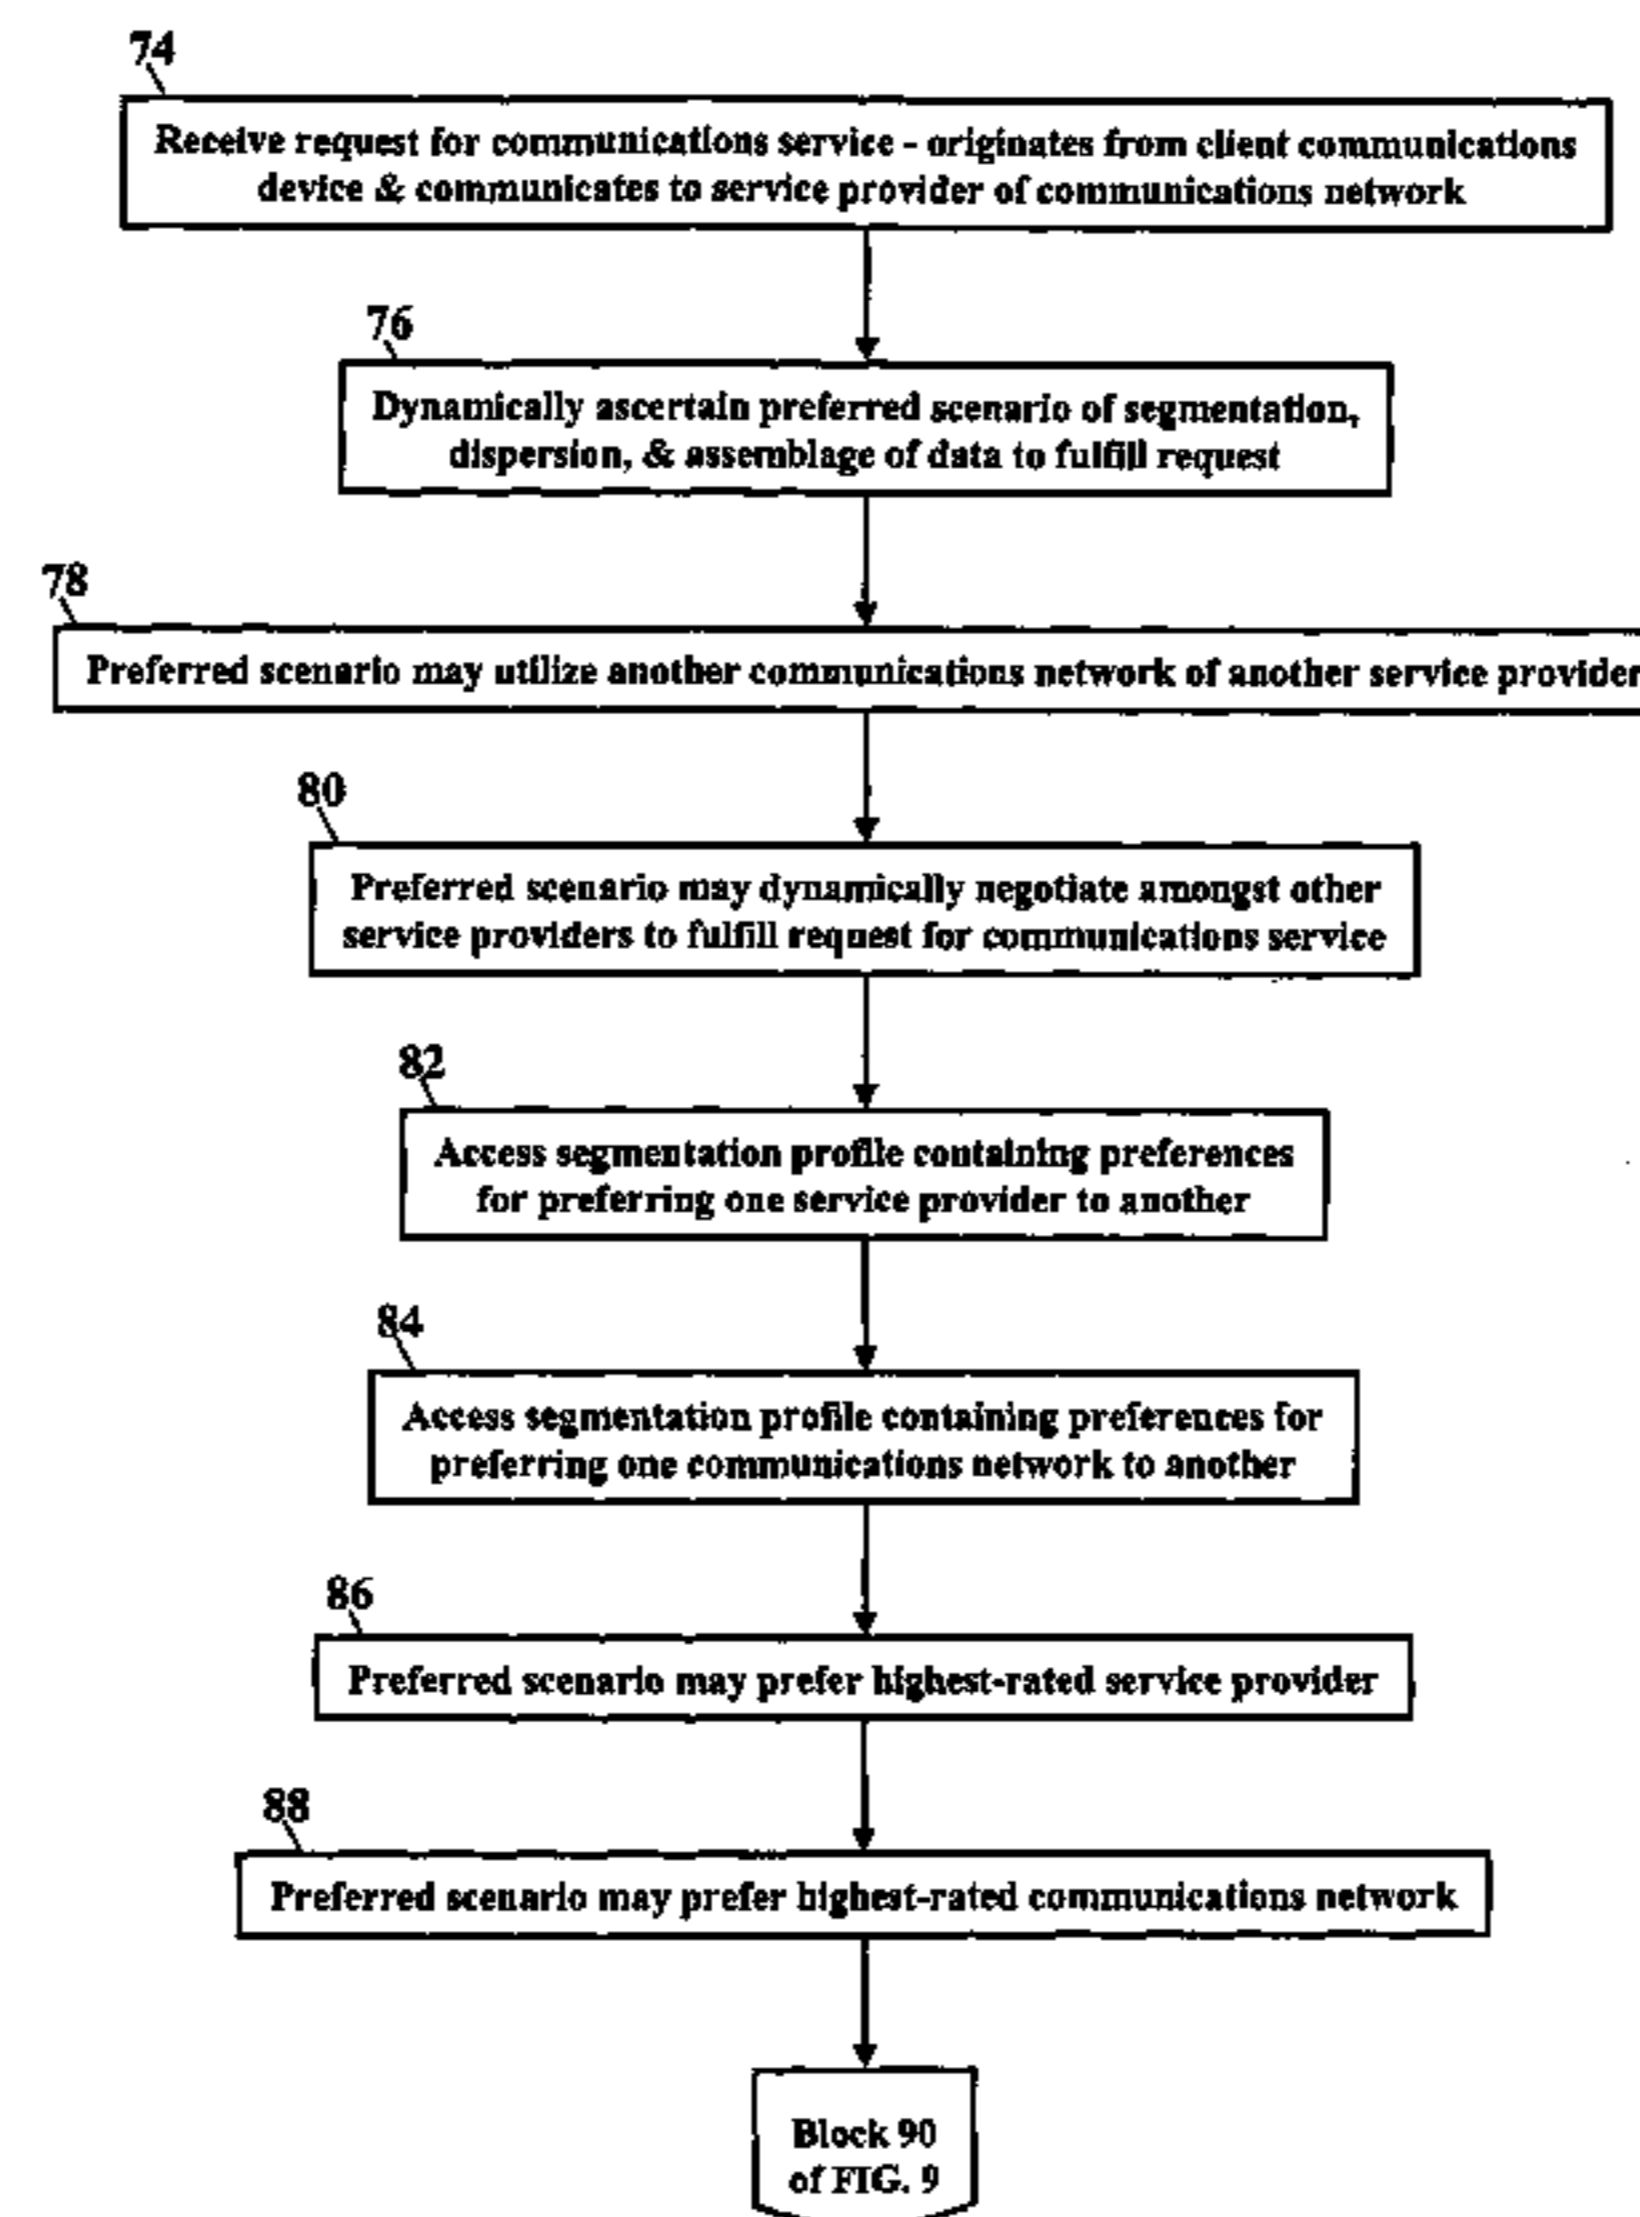 74
Receive request for communications service - originates from client communications
device & communicates to service provider of communications network
76
Dynamically ascertain preferred scenario of segmentation,
dispersion, & assemblage of data to fulfill request
78
Preferred scenario may utilize another communications network of another service provider
80
Preferred scenario may dynamically negotiate amongst other
service providers to fulfill request for communications service
82
Access segmentation profile containing preferences
for preferring one service provider to another
84
Access segmentation profile containing preferences for
preferring one communications network to another
86
Preferred scenario may prefer highest-rated service provider
88
Preferred scenario may prefer highest-rated communications network
Block 90
of FIG. 9